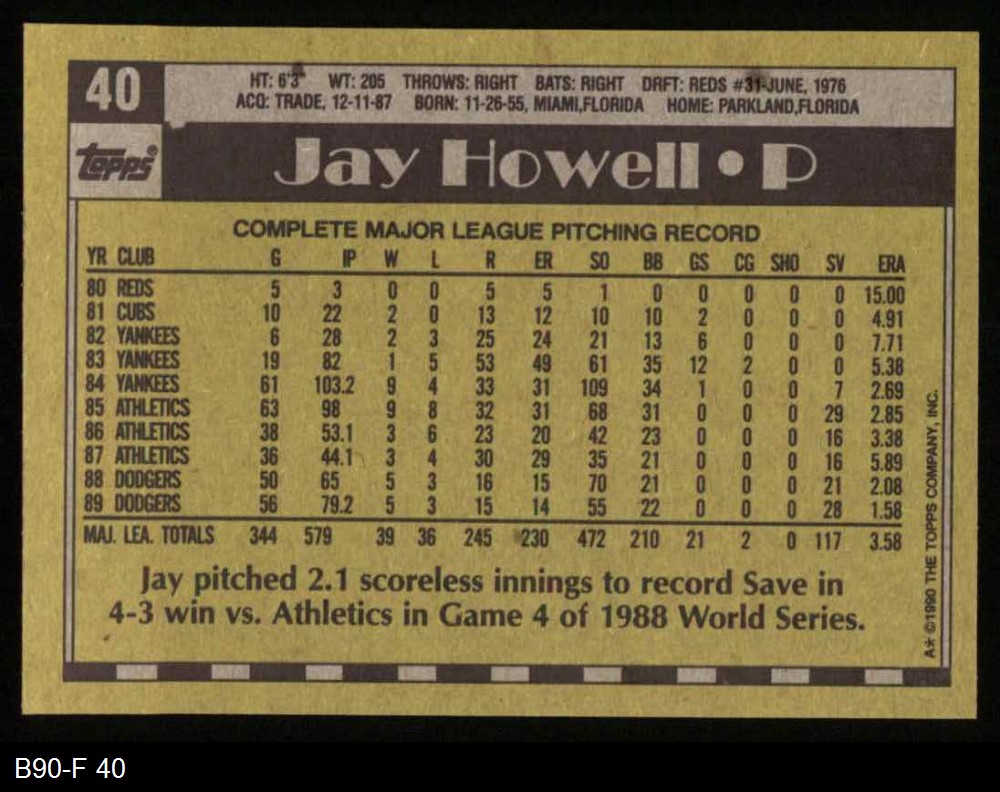 40
HT: 6'3" WT: 205 THROWS: RIGHT BATS: RIGHT DRFT: REDS #31-JUNE, 1976
ACQ: TRADE, 12-11-87 BORN: 11-26-55, MIAMI,FLORIDA HOME: PARKLAND,FLORIDA
topps®
Jay Howell • P
COMPLETE MAJOR LEAGUE PITCHING RECORD
YR CLUB G IP W L R ER SO BB GS CG SHO SV ERA
80 REDS 5 3 0 0 5 5 1 0 0 0 0 0 15.00
81 CUBS 10 22 2 0 13 12 10 10 2 0 0 0 4.91
82 YANKEES 6 28 2 3 25 24 21 13 6 0 0 0 7.71
83 YANKEES 19 82 1 5 53 49 61 35 12 2 0 0 5.38
84 YANKEES 61 103.2 9 4 33 31 109 34 1 0 0 7 2.69
85 ATHLETICS 63 98 9 8 32 31 68 31 0 0 0 29 2.85
86 ATHLETICS 38 53.1 3 6 23 20 42 23 0 0 0 16 3.38
87 ATHLETICS 36 44.1 3 4 30 29 35 21 0 0 0 16 5.89
88 DODGERS 50 65 5 3 16 15 70 21 0 0 0 21 2.08
89 DODGERS 56 79.2 5 3 15 14 55 22 0 0 0 28 1.58
MAJ. LEA. TOTALS 344 579 39 36 245 230 472 210 21 2 0 117 3.58
Jay pitched 2.1 scoreless innings to record Save in
4-3 win vs. Athletics in Game 4 of 1988 World Series.
A* ©1990 THE TOPPS COMPANY, INC.
B90-F 40